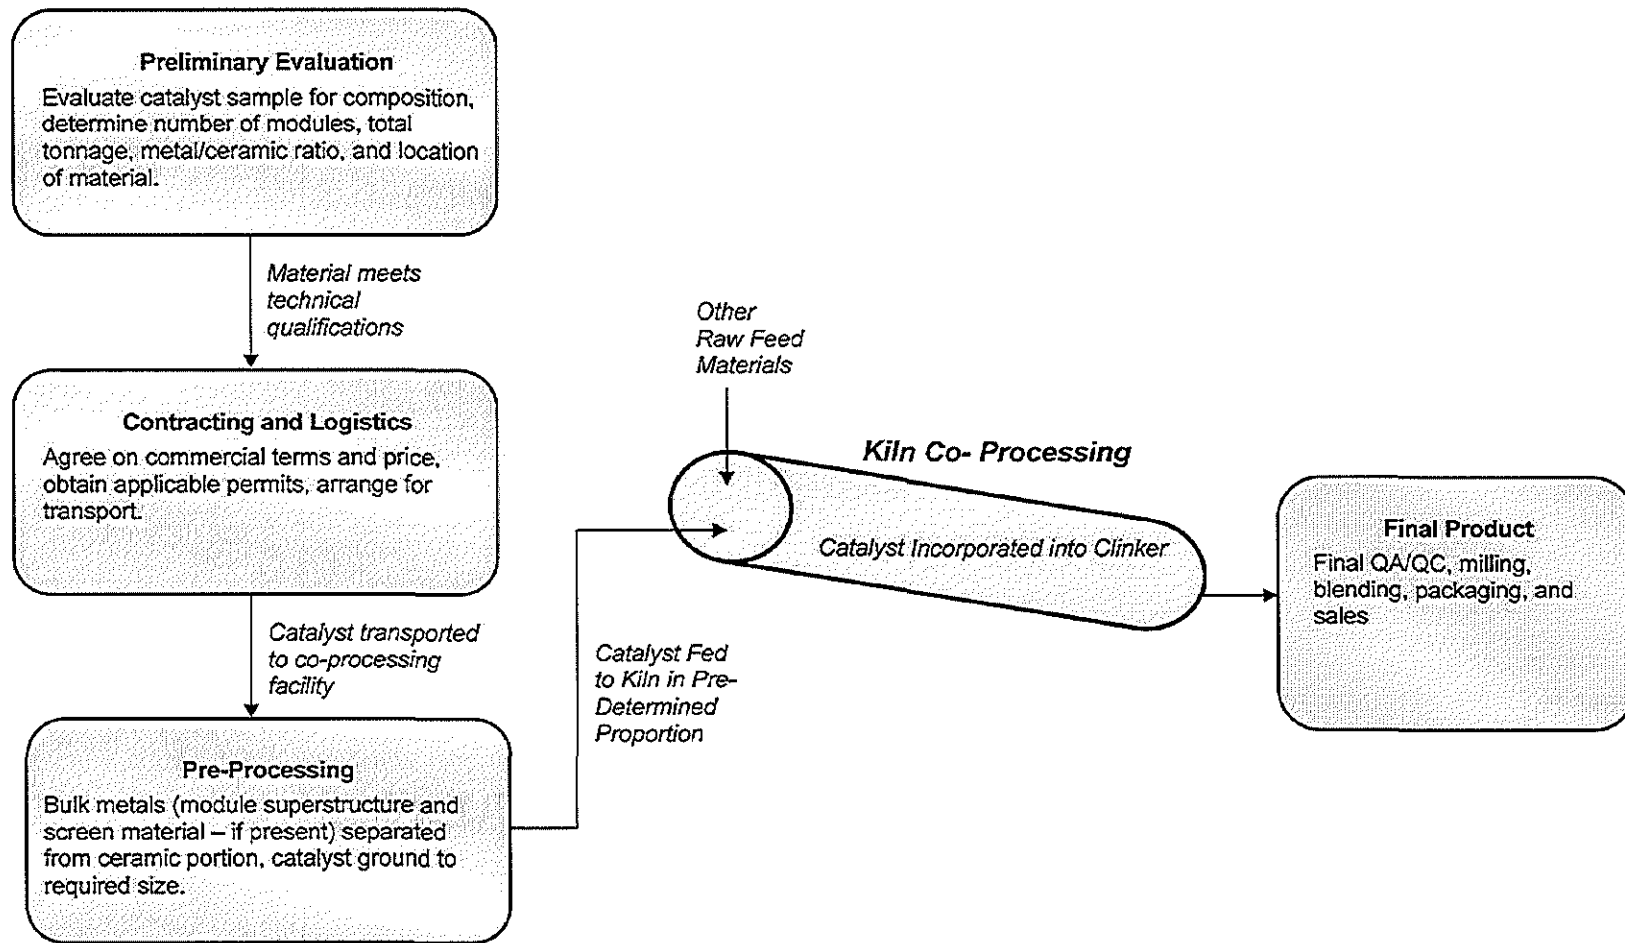 Preliminary Evaluation
Evaluate catalyst sample for composition,
determine number of modules, total
tonnage, metal/ceramic ratio, and location
of material.
Material meets
technical
qualifications
Contracting and Logistics
Agree on commercial terms and price,
obtain applicable permits, arrange for
transport.
Catalyst transported
to co-processing
facility
Pre-Processing
Bulk metals (module superstructure and
screen material – if present) separated
from ceramic portion, catalyst ground to
required size.
Catalyst Fed
to Kiln in Pre-
Determined
Proportion
Other
Raw Feed
Materials
Kiln Co- Processing
Catalyst Incorporated into Clinker
Final Product
Final QA/QC, milling,
blending, packaging, and
sales